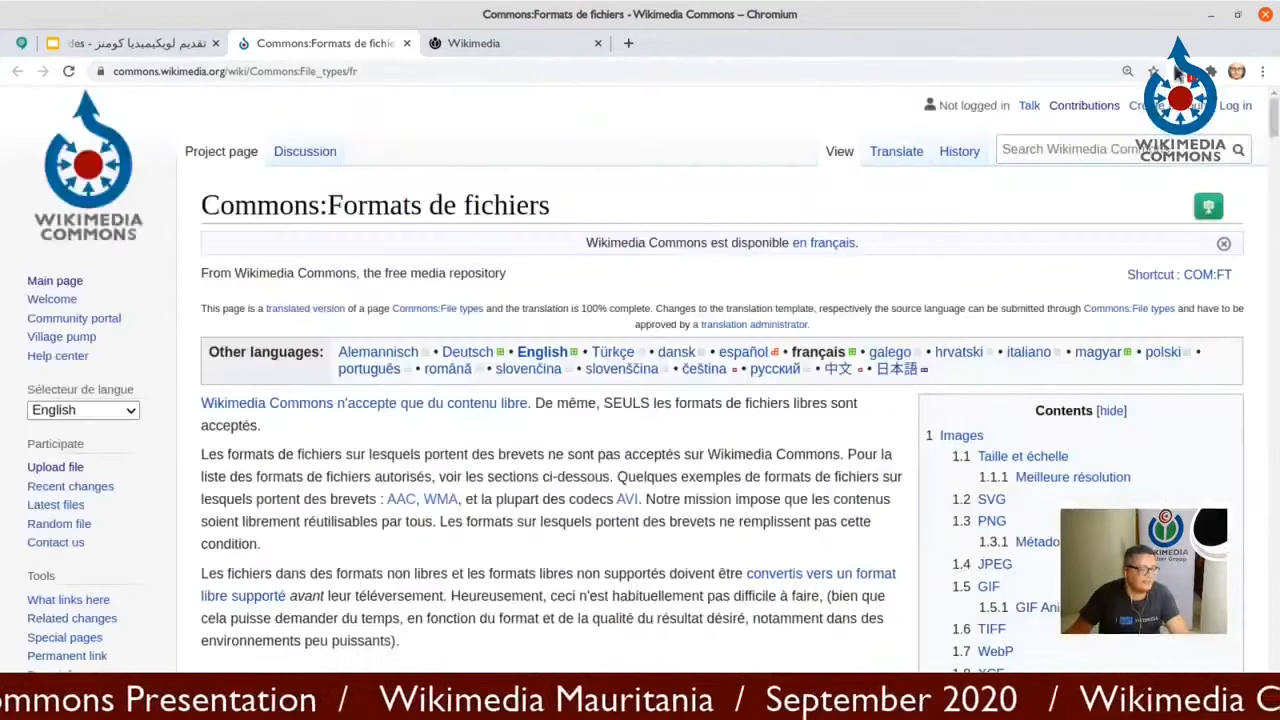 Commons:Formats de fichiers - Wikimedia Commons – Chromium
تقديم لويكيميديا كومنز - des
Commons:Formats de fichie
Wikimedia
commons.wikimedia.org/wiki/Commons:File_types/fr
Not logged in Talk Contributions Log in
WIKIMEDIA
COMMONS
Project page Discussion View Translate History Search Wikimedia
WIKIMEDIA
COMMONS
Commons:Formats de fichiers
Wikimedia Commons est disponible en français.
From Wikimedia Commons, the free media repository
Shortcut : COM:FT
This page is a translated version of a page Commons:File types and the translation is 100% complete. Changes to the translation template, respectively the source language can be submitted through Commons:File types and have to be
approved by a translation administrator.
Other languages: Alemannisch • Deutsch • English • Türkçe • dansk • español • français • galego • hrvatski • italiano • magyar • polski •
português • română • slovenčina • slovenščina • čeština • русский • 中文 • 日本語
Wikimedia Commons n'accepte que du contenu libre. De même, SEULS les formats de fichiers libres sont
acceptés.
Les formats de fichiers sur lesquels portent des brevets ne sont pas acceptés sur Wikimedia Commons. Pour la
liste des formats de fichiers autorisés, voir les sections ci-dessous. Quelques exemples de formats de fichiers sur
lesquels portent des brevets : AAC, WMA, et la plupart des codecs AVI. Notre mission impose que les contenus
soient librement réutilisables par tous. Les formats sur lesquels portent des brevets ne remplissent pas cette
condition.
Les fichiers dans des formats non libres et les formats libres non supportés doivent être convertis vers un format
libre supporté avant leur téléversement. Heureusement, ceci n'est habituellement pas difficile à faire, (bien que
cela puisse demander du temps, en fonction du format et de la qualité du résultat désiré, notamment dans des
environnements peu puissants).
Contents [hide]
1 Images
1.1 Taille et échelle
1.1.1 Meilleure résolution
1.2 SVG
1.3 PNG
1.3.1 Métado
1.4 JPEG
1.5 GIF
1.5.1 GIF Ani
1.6 TIFF
1.7 WebP
1.8 XCF
Main page
Welcome
Community portal
Village pump
Help center
Sélecteur de langue
English
Participate
Upload file
Recent changes
Latest files
Random file
Contact us
Tools
What links here
Related changes
Special pages
Permanent link
ommons Presentation / Wikimedia Mauritania / September 2020 / Wikimedia C